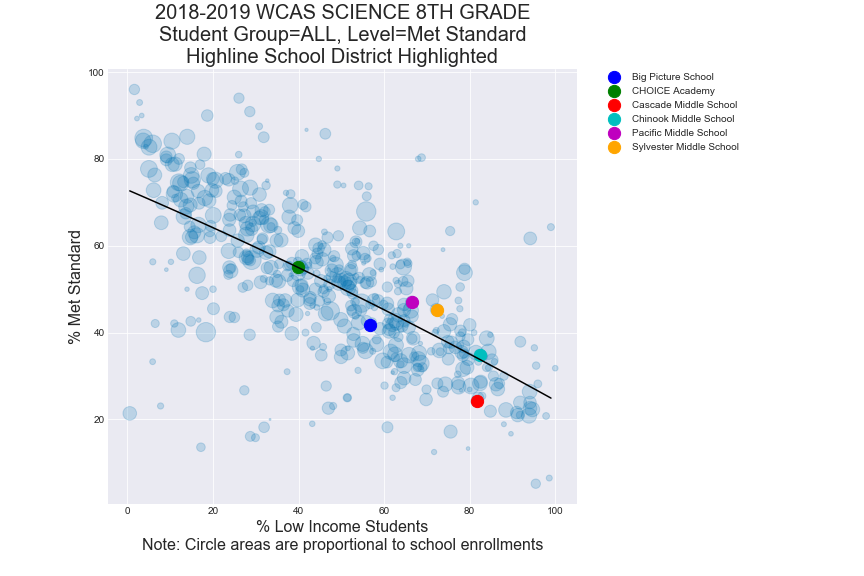 2018-2019 WCAS SCIENCE 8TH GRADE
Student Group=ALL, Level=Met Standard
Highline School District Highlighted
100
80
60
40
20
% Met Standard
0
20
40
60
80
100
% Low Income Students
Note: Circle areas are proportional to school enrollments
Big Picture School
CHOICE Academy
Cascade Middle School
Chinook Middle School
Pacific Middle School
Sylvester Middle School